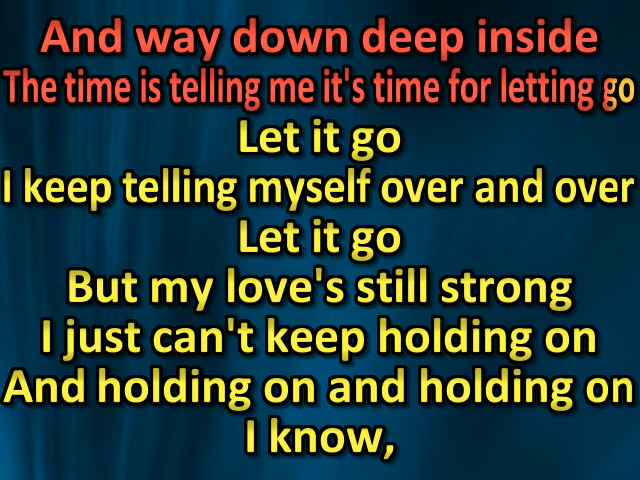 And way down deep inside
The time is telling me it's time for letting go
Let it go
I keep telling myself over and over
Let it go
But my love's still strong
I just can't keep holding on
And holding on and holding on
I know,